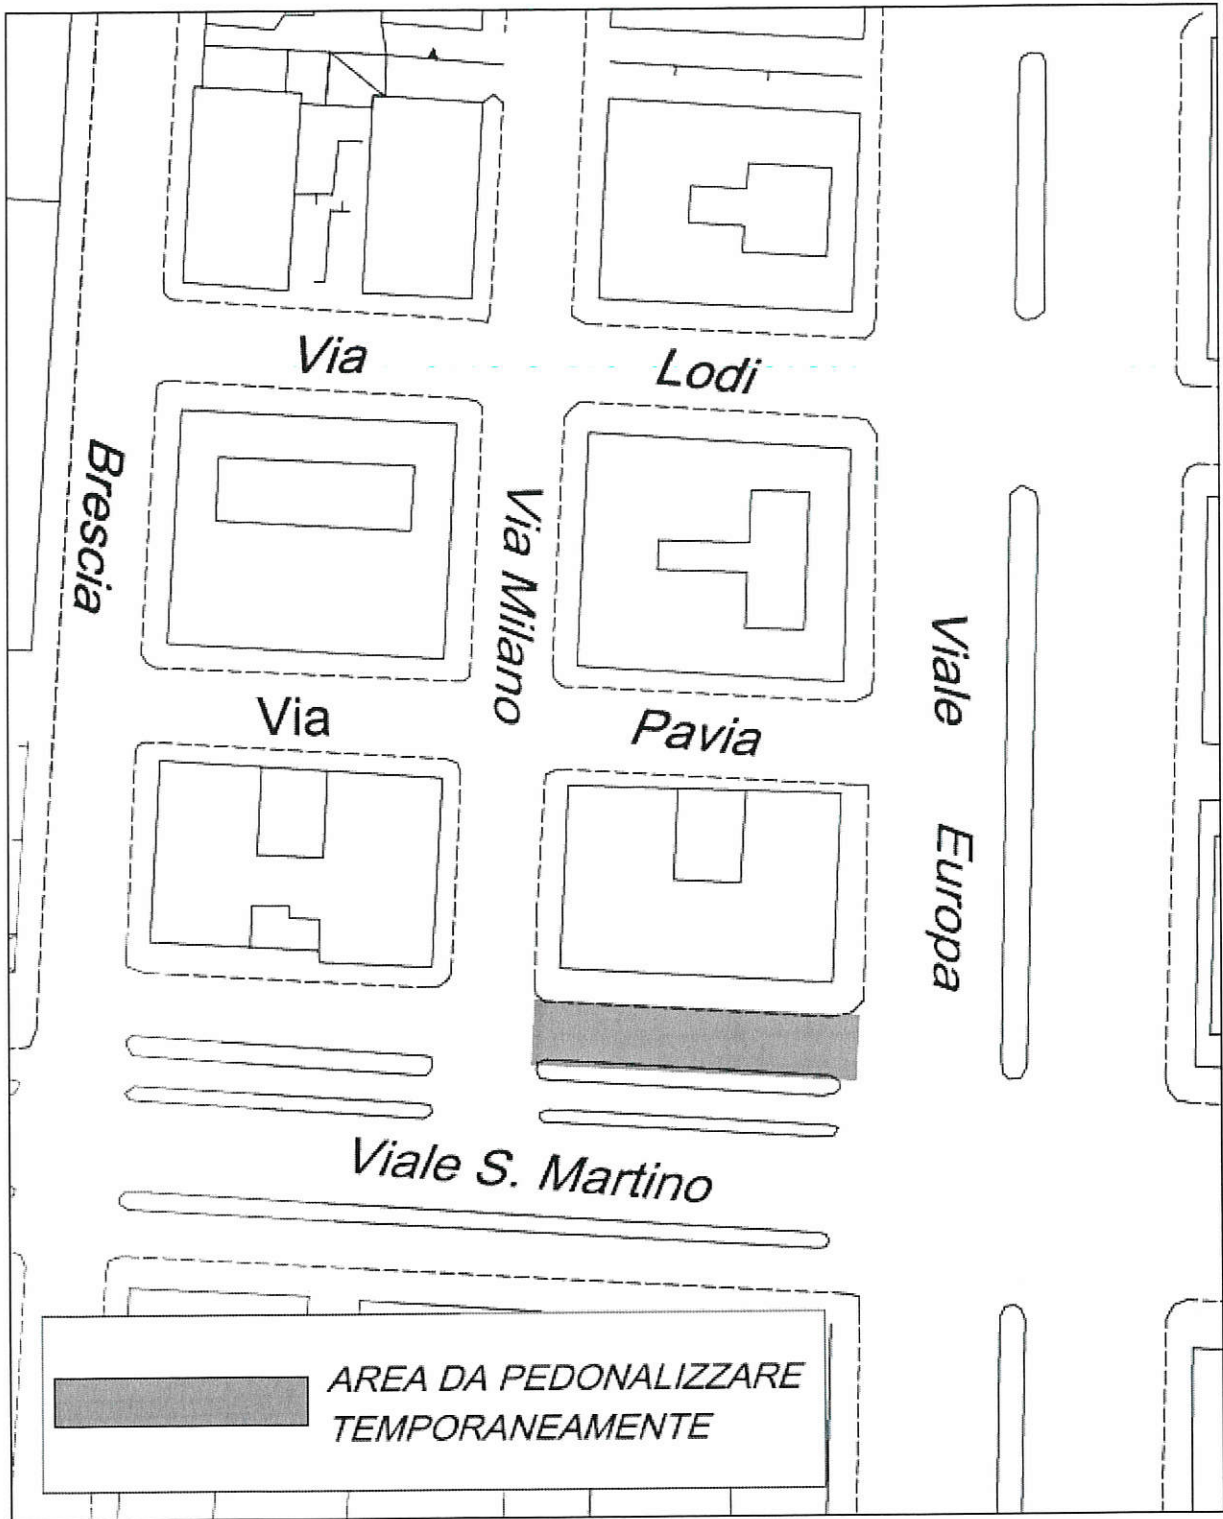 Via
Lodi
Brescia
Via Milano
Viale
Europa
Via
Pavia
Viale S. Martino
AREA DA PEDONALIZZARE
TEMPORANEAMENTE